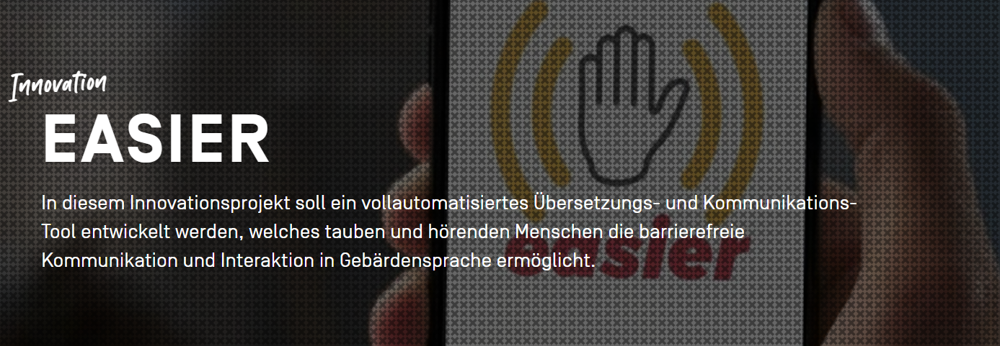 Innovation
EASIER
In diesem Innovationsprojekt soll ein vollautomatisiertes Übersetzungs- und Kommunikations-
Tool entwickelt werden, welches tauben und hörenden Menschen die barrierefreie
Kommunikation und Interaktion in Gebärdensprache ermöglicht.
easier